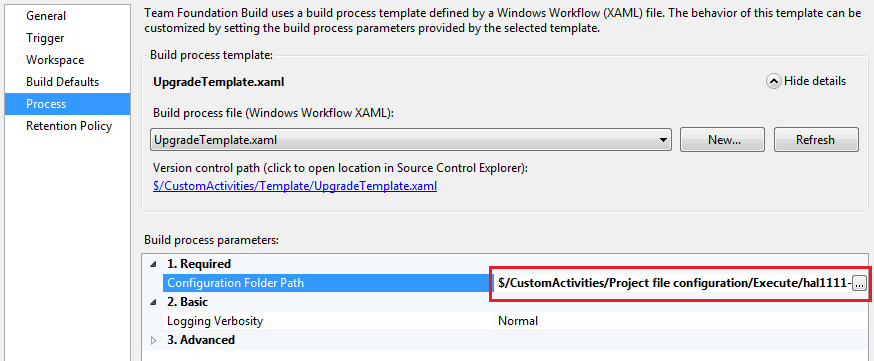 General
Trigger
Workspace
Build Defaults
Process
Retention Policy
Team Foundation Build uses a build process template defined by a Windows Workflow (XAML) file. The behavior of this template can be
customized by setting the build process parameters provided by the selected template.
Build process template:
UpgradeTemplate.xaml
Hide details
Build process file (Windows Workflow XAML):
UpgradeTemplate.xaml
New...
Refresh
Version control path (click to open location in Source Control Explorer):
$/CustomActivities/Template/UpgradeTemplate.xaml
Build process parameters:
1. Required
Configuration Folder Path $/CustomActivities/Project file configuration/Execute/hal1111- ...
2. Basic
Logging Verbosity Normal
3. Advanced